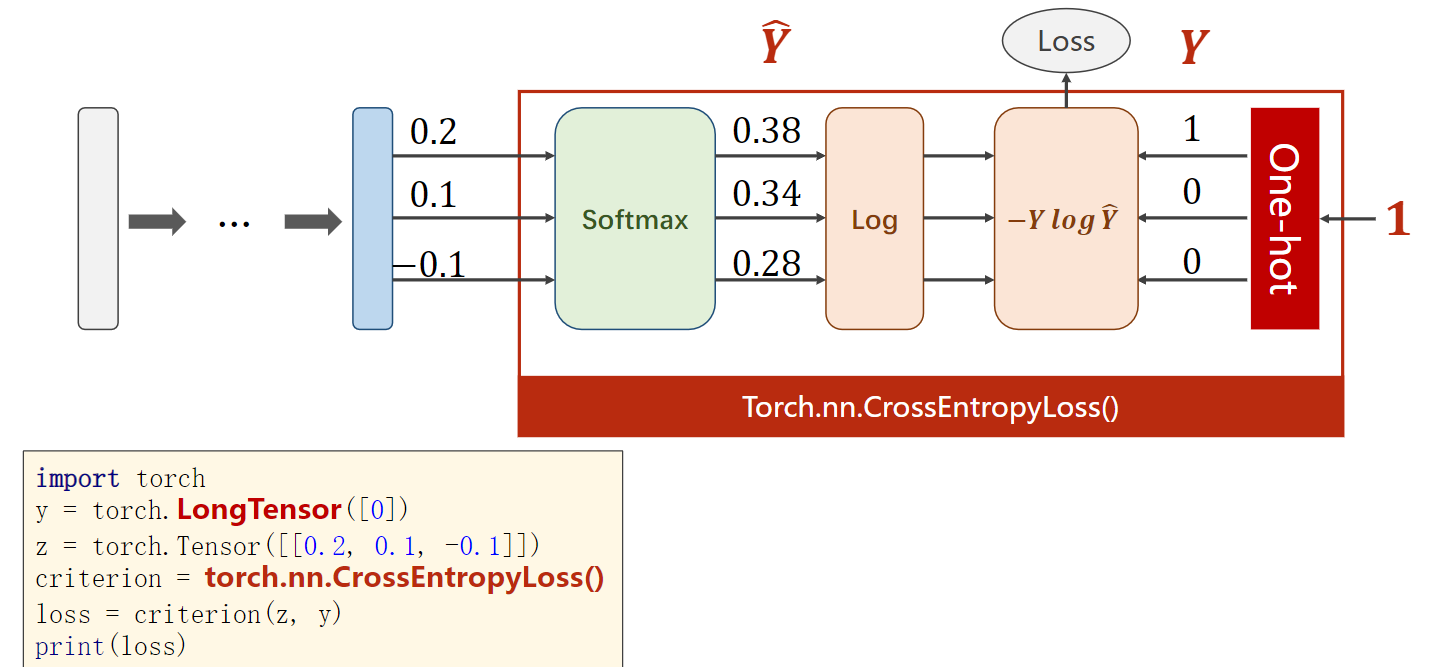 Ŷ
Loss
Y
0.2
0.38
1
0.1
0.34
0
−0.1
0.28
0
Softmax
Log
−Y log Ŷ
One-hot
1
...
Torch.nn.CrossEntropyLoss()
import torch
y = torch.LongTensor([0])
z = torch.Tensor([[0.2, 0.1, -0.1]])
criterion = torch.nn.CrossEntropyLoss()
loss = criterion(z, y)
print(loss)